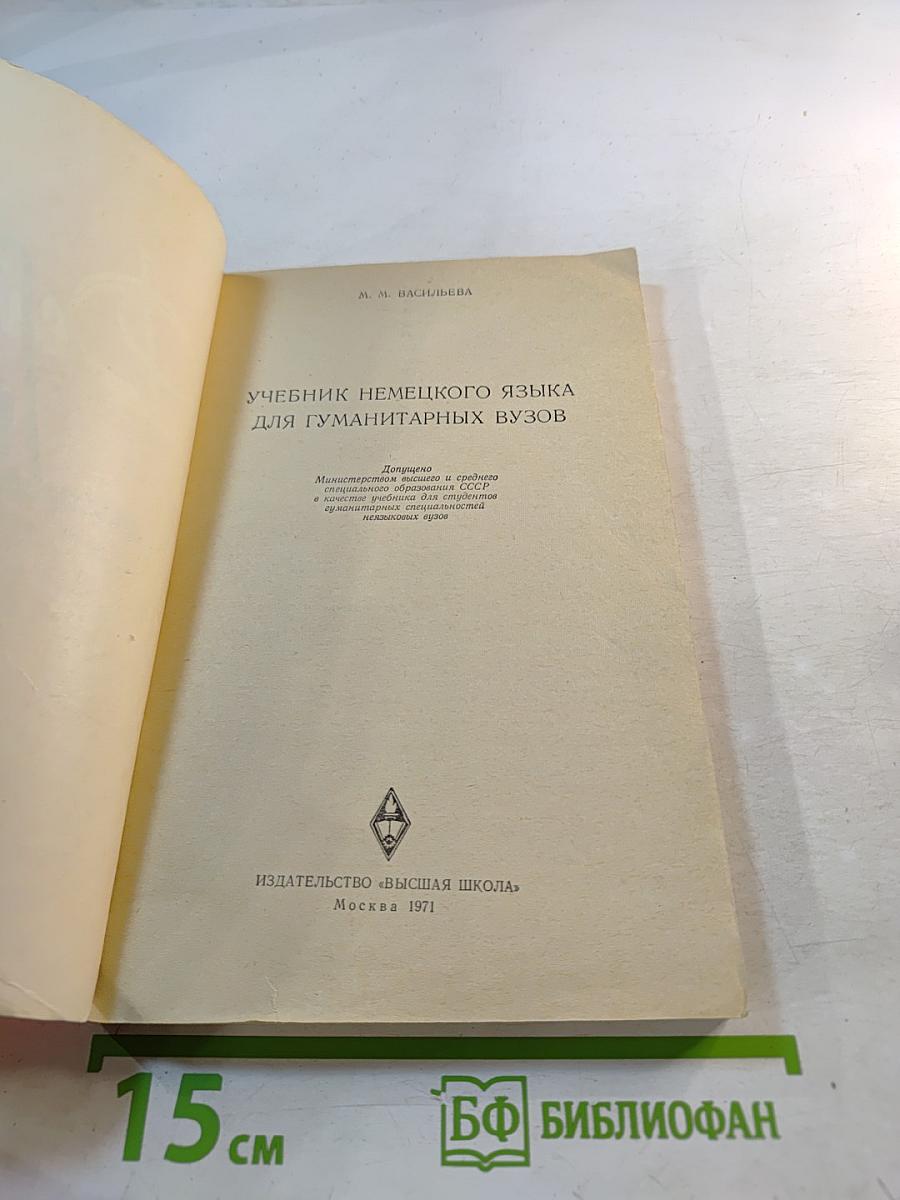 М. М. ВАСИЛЬЕВА
УЧЕБНИК НЕМЕЦКОГО ЯЗЫКА
ДЛЯ ГУМАНИТАРНЫХ ВУЗОВ
Допущено
Министерством высшего и среднего
специального образования СССР
в качестве учебника для студентов
гуманитарных специальностей
неязыковых вузов
ИЗДАТЕЛЬСТВО «ВЫСШАЯ ШКОЛА»
Москва 1971
15 см
БФ БИБЛИОФАН